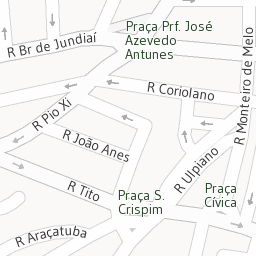 Praça Prf. José
Azevedo
Antunes
R Br de Jundiaí
R Coriolano
R Monteiro de Melo
R Pio XI
R João Anes
R Ulpiano
R Tito
Praça S.
Crispim
Praça
Cívica
R Araçatuba